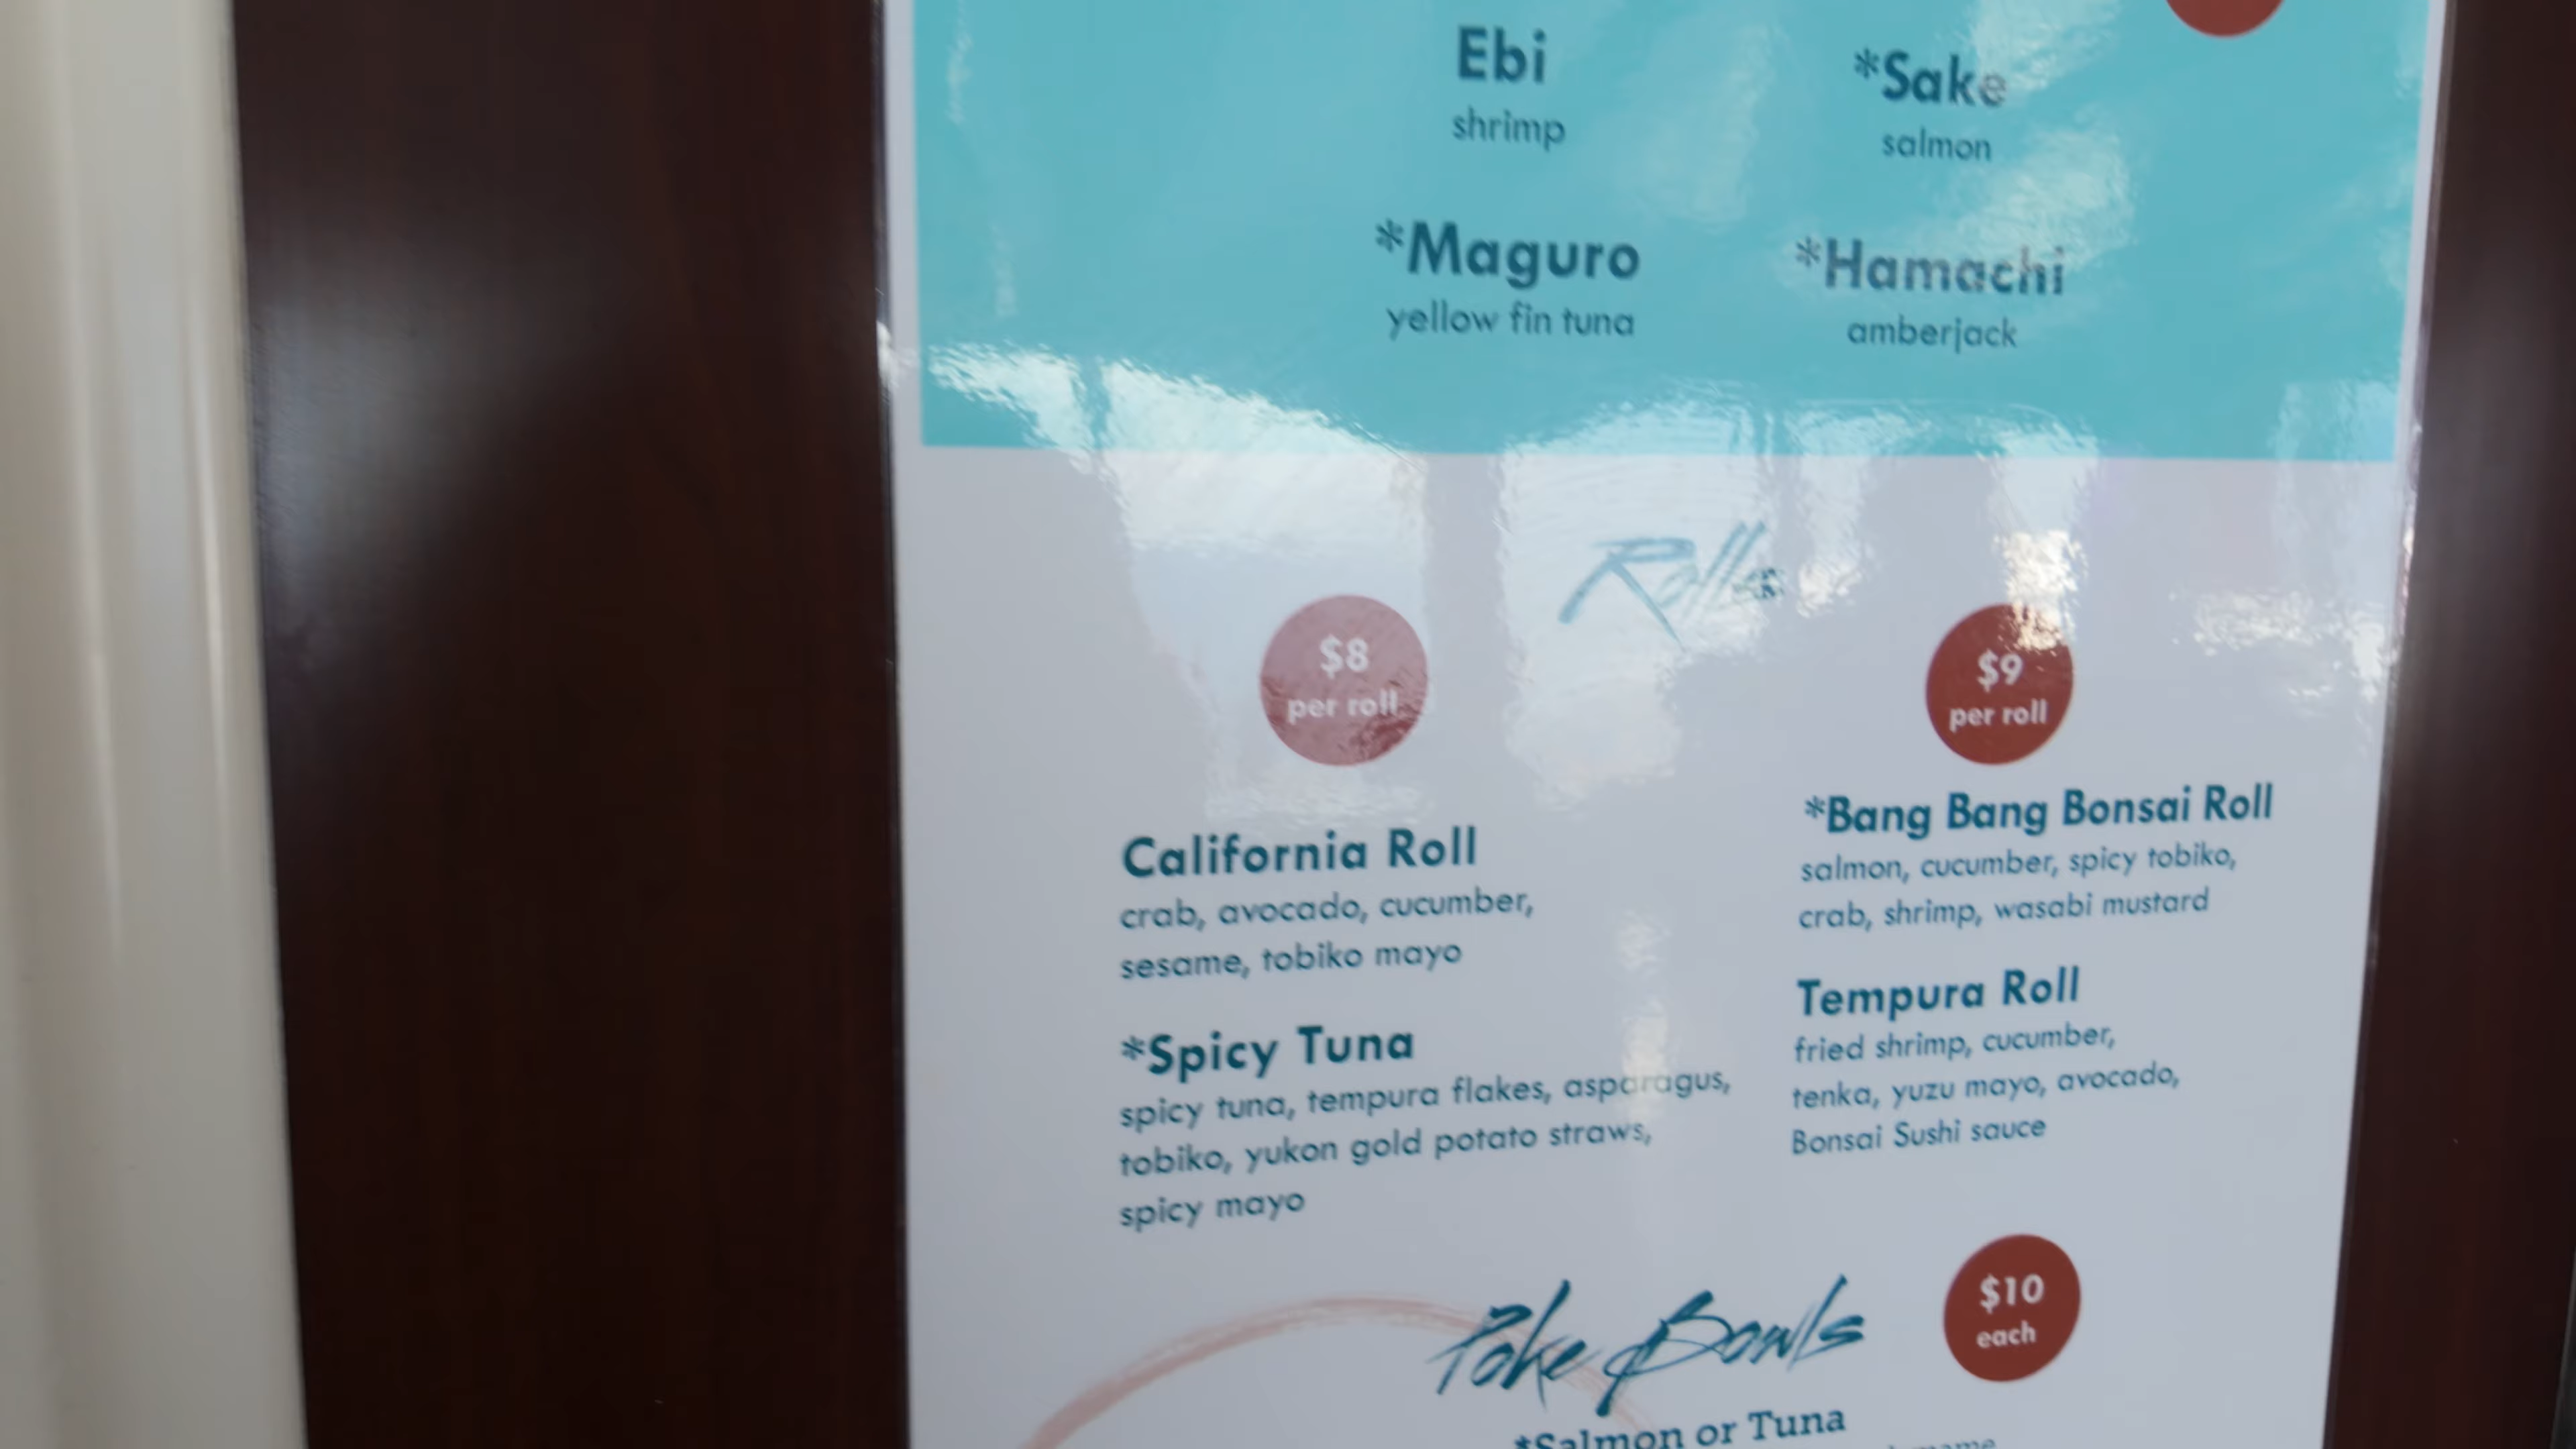 Ebi
shrimp
*Sake
salmon
*Maguro
yellow fin tuna
*Hamachi
amberjack
Rolls
$8
per roll
California Roll
crab, avocado, cucumber,
sesame, tobiko mayo
*Spicy Tuna
spicy tuna, tempura flakes, asparagus,
tobiko, yukon gold potato straws,
spicy mayo
$9
per roll
*Bang Bang Bonsai Roll
salmon, cucumber, spicy tobiko,
crab, shrimp, wasabi mustard
Tempura Roll
fried shrimp, cucumber,
tenka, yuzu mayo, avocado,
Bonsai Sushi sauce
Poke Bowls
$10
each
*Salmon or Tuna